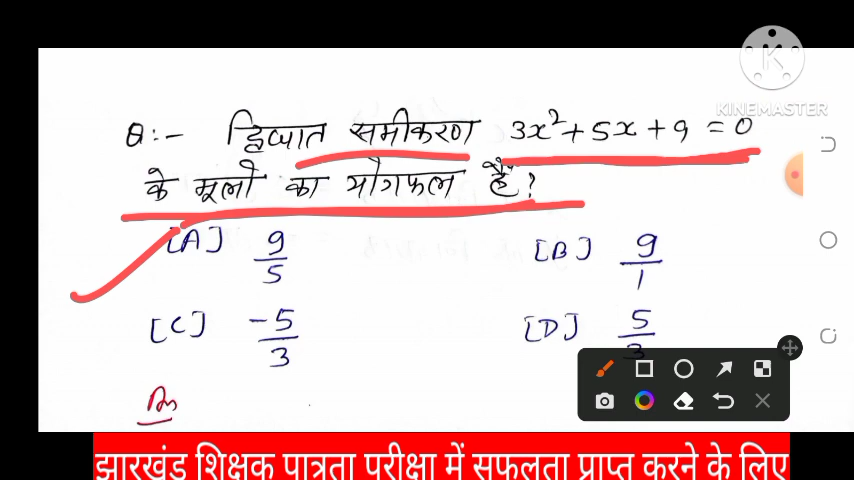 KINEMASTER
Q:- द्विघात समीकरण 3x²+5x+9=0
के मूलो का योगफल है?
[A] 9/5 [B] 9/1
[C] -5/3 [D] 5/3
झारखंड शिक्षक पात्रता परीक्षा में सफलता प्राप्त करने के लिए